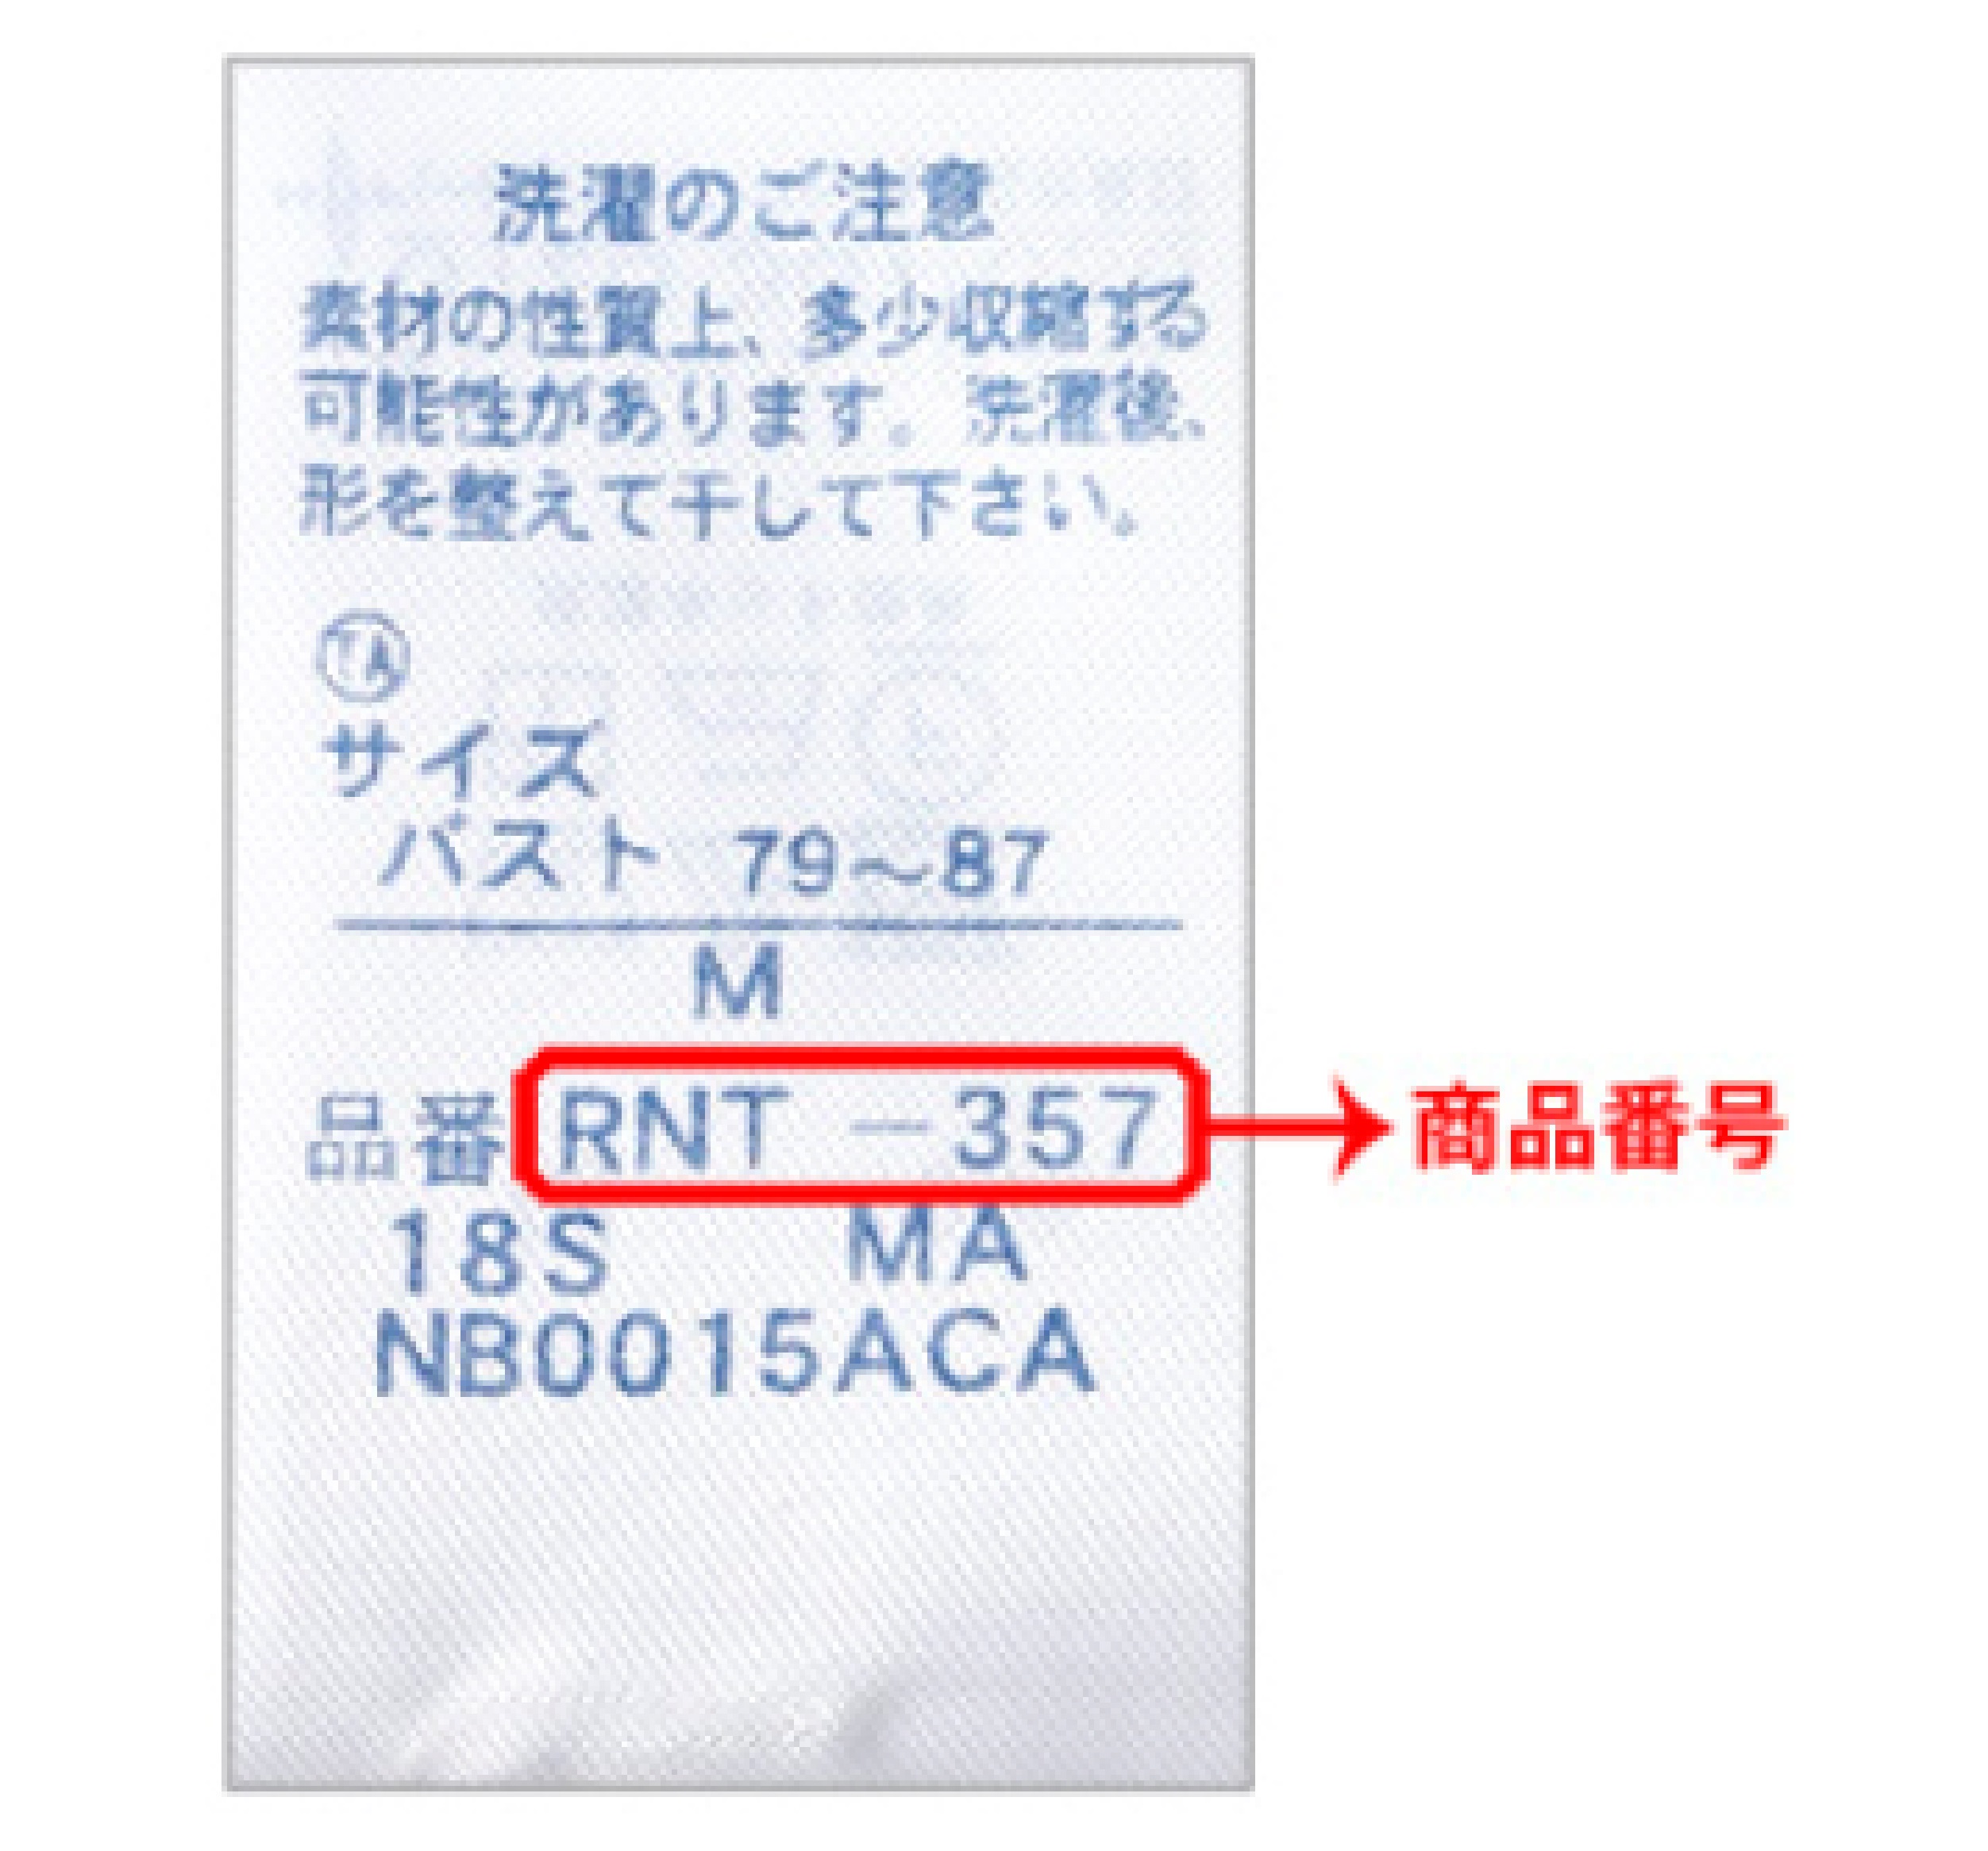 洗濯のご注意
素材の性質上、多少収縮する
可能性があります。洗濯後、
形を整えて干して下さい。
TA
サイズ
バスト 79～87
M
品番 RNT －357 → 商品番号
18S MA
NB0015ACA